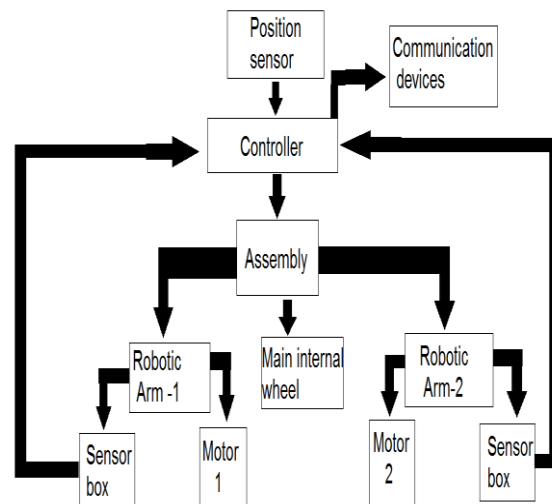 Position
sensor
Communication
devices
Controller
Assembly
Robotic
Arm -1
Main internal
wheel
Robotic
Arm-2
Sensor
box
Motor
1
Motor
2
Sensor
box